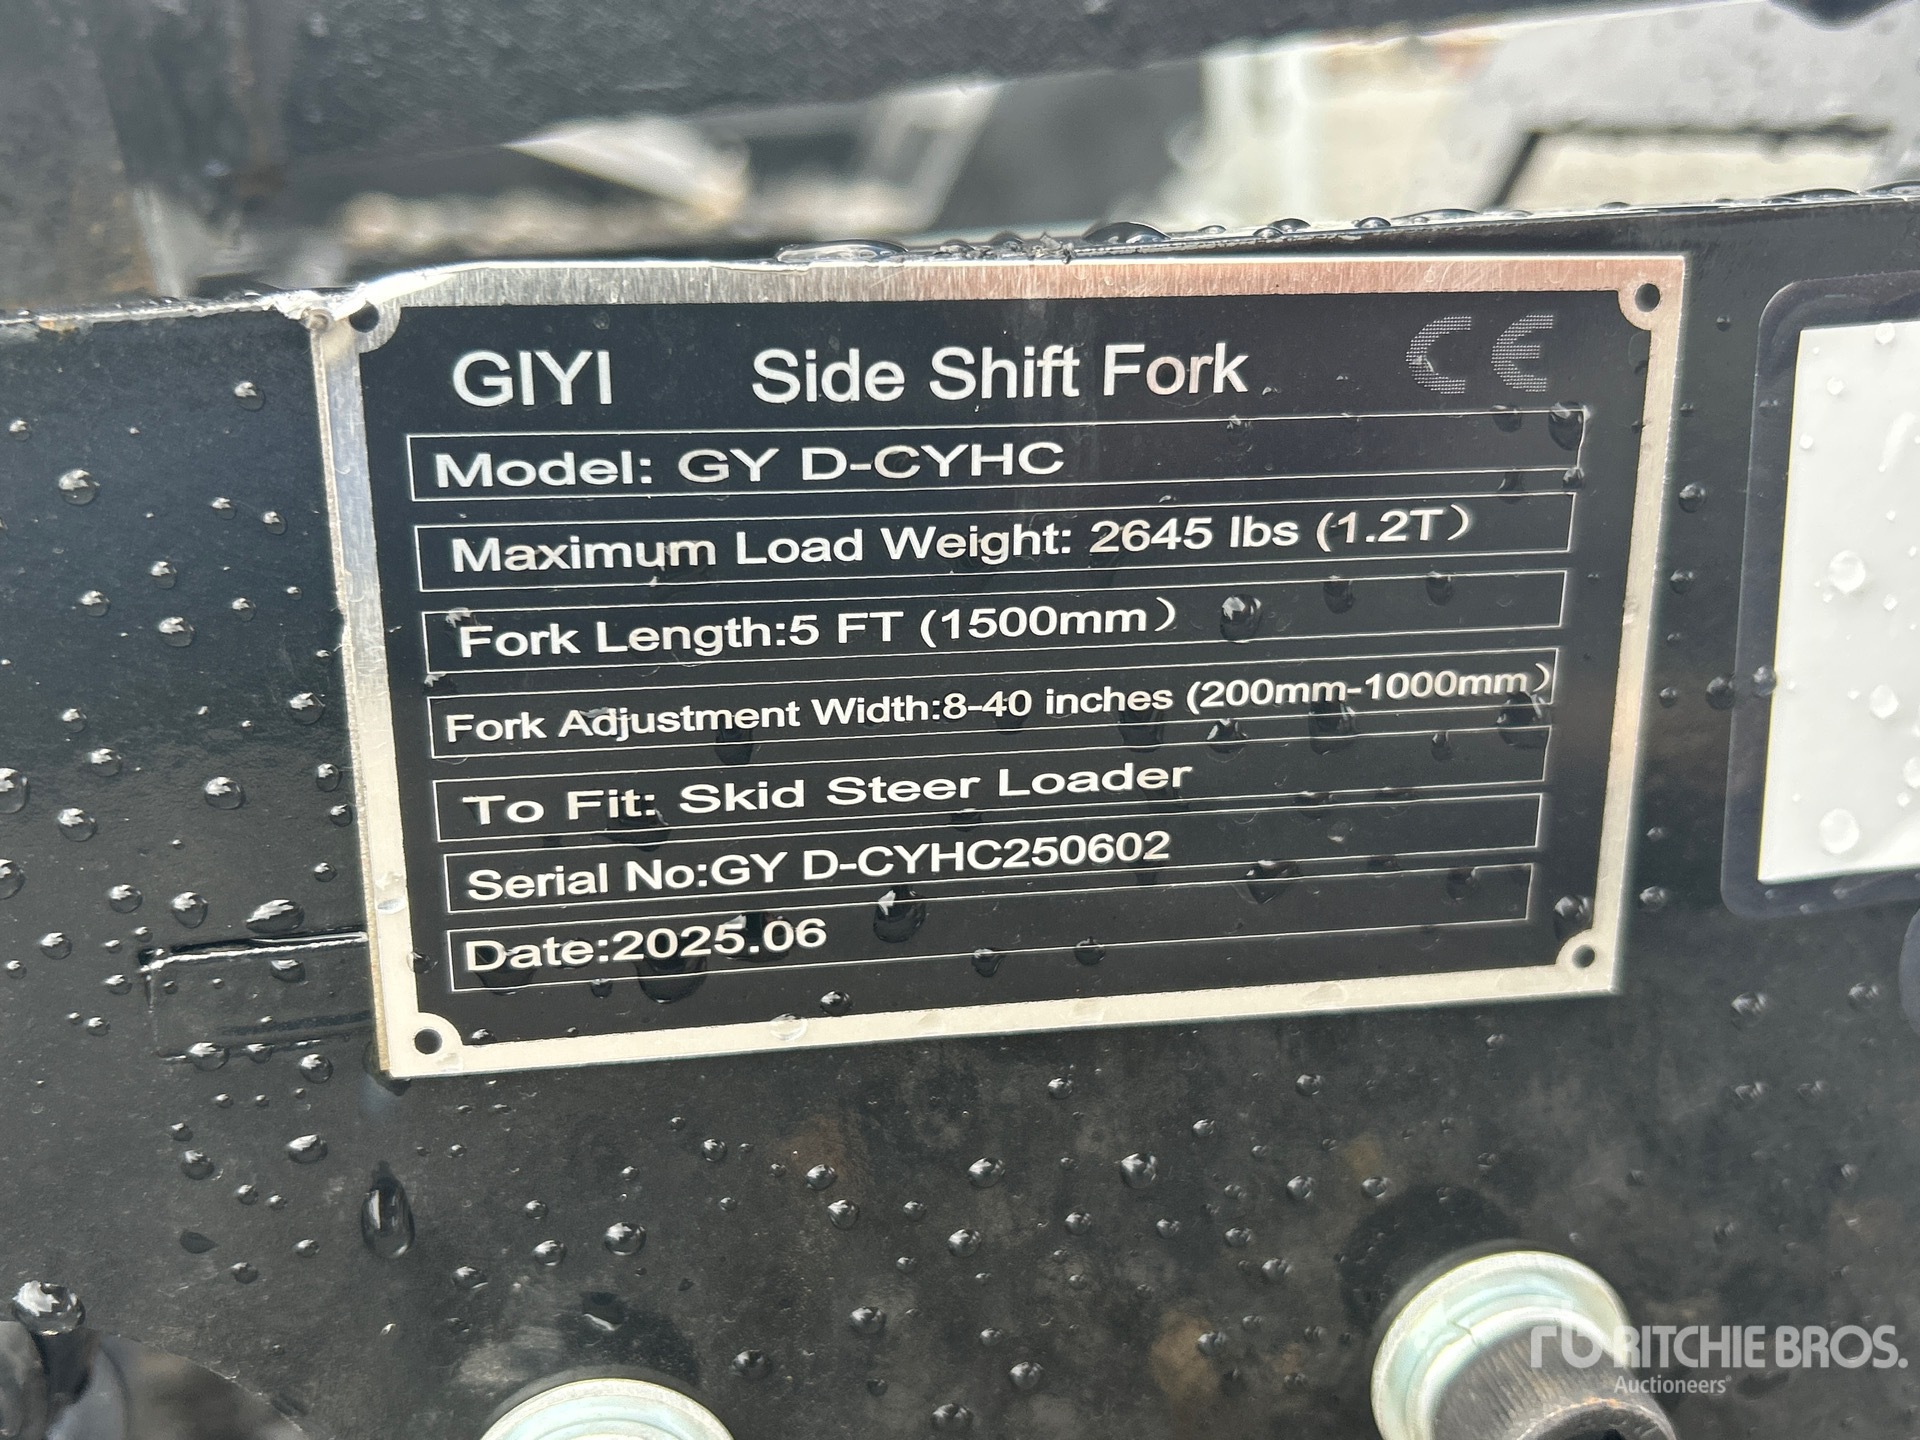 GIYI Side Shift Fork CE
Model: GY D-CYHC
Maximum Load Weight: 2645 lbs (1.2T)
Fork Length:5 FT (1500mm)
Fork Adjustment Width:8-40 inches (200mm-1000mm)
To Fit: Skid Steer Loader
Serial No:GY D-CYHC250602
Date:2025.06
rb RITCHIE BROS.
Auctioneers